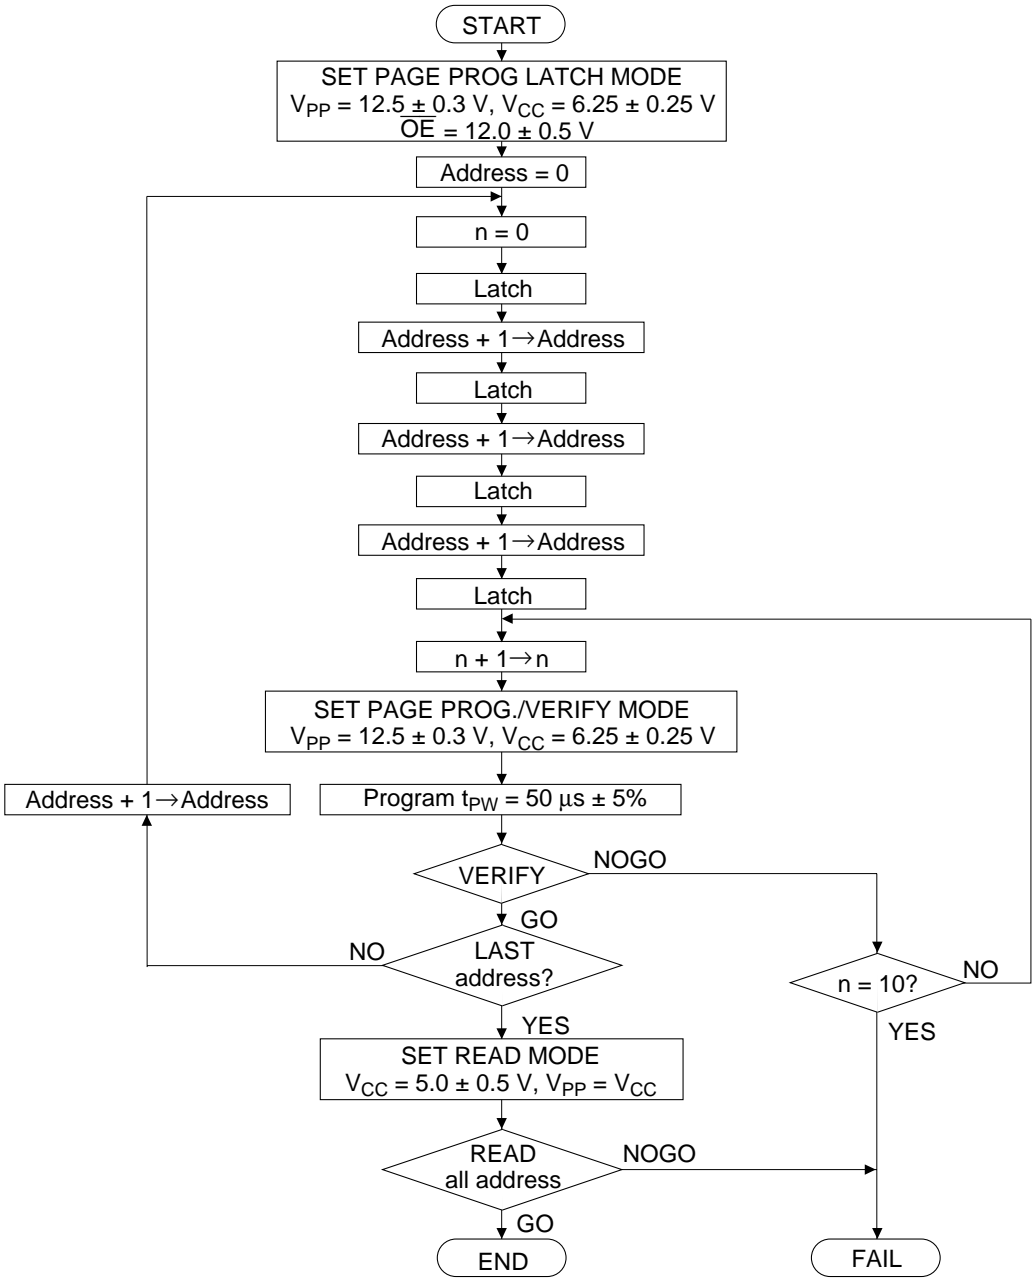 START
SET PAGE PROG LATCH MODE
VPP = 12.5 ± 0.3 V, VCC = 6.25 ± 0.25 V
OE = 12.0 ± 0.5 V
Address = 0
n = 0
Latch
Address + 1→Address
Latch
Address + 1→Address
Latch
Address + 1→Address
Latch
n + 1→n
SET PAGE PROG./VERIFY MODE
VPP = 12.5 ± 0.3 V, VCC = 6.25 ± 0.25 V
Address + 1→Address
Program tPW = 50 μs ± 5%
VERIFY
NOGO
GO
NO
LAST
address?
n = 10?
NO
YES
YES
SET READ MODE
VCC = 5.0 ± 0.5 V, VPP = VCC
READ
all address
NOGO
GO
END
FAIL